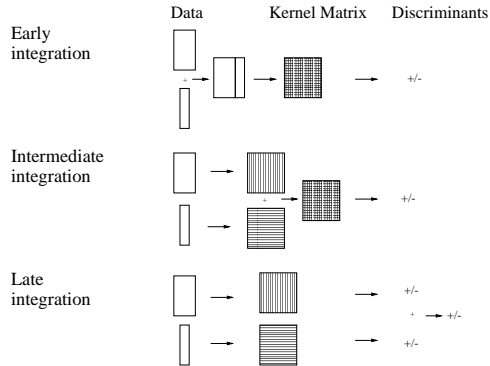 Data Kernel Matrix Discriminants
Early
integration
+
+/-
Intermediate
integration
+
+/-
Late
integration
+/-
+ +/-
+/-